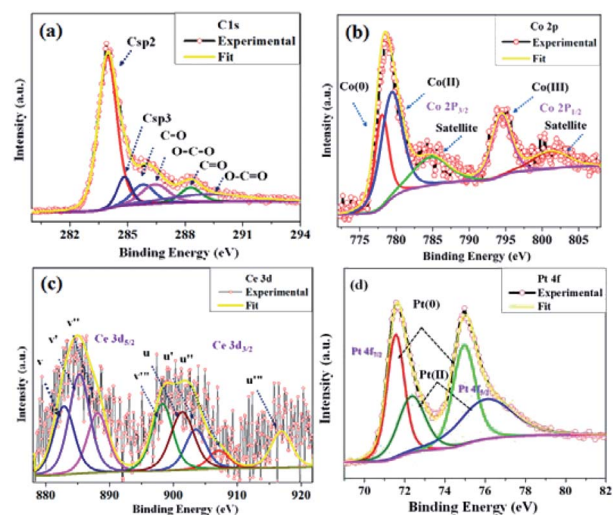 (a)
C1s
Experimental
Fit
Csp2
Csp3
C–O
O–C–O
C=O
O–C=O
Intensity (a.u.)
282 285 288 291 294
Binding Energy (eV)
(b)
Co 2p
Experimental
Fit
Co(0)
Co(II)
Co 2P3/2
Satellite
Co(III)
Co 2P1/2
Satellite
Intensity (a.u.)
775 780 785 790 795 800 805
Binding Energy (eV)
(c)
Ce 3d
Experimental
Fit
v
v'
v''
Ce 3d5/2
v'''
u
u'
u''
Ce 3d3/2
u'''
Intensity (a.u.)
880 890 900 910 920
Binding Energy (eV)
(d)
Pt 4f
Experimental
Fit
Pt(0)
Pt 4f7/2
Pt(II)
Pt 4f5/2
Intensity (a.u.)
70 72 74 76 78 80 82
Binding Energy (eV)